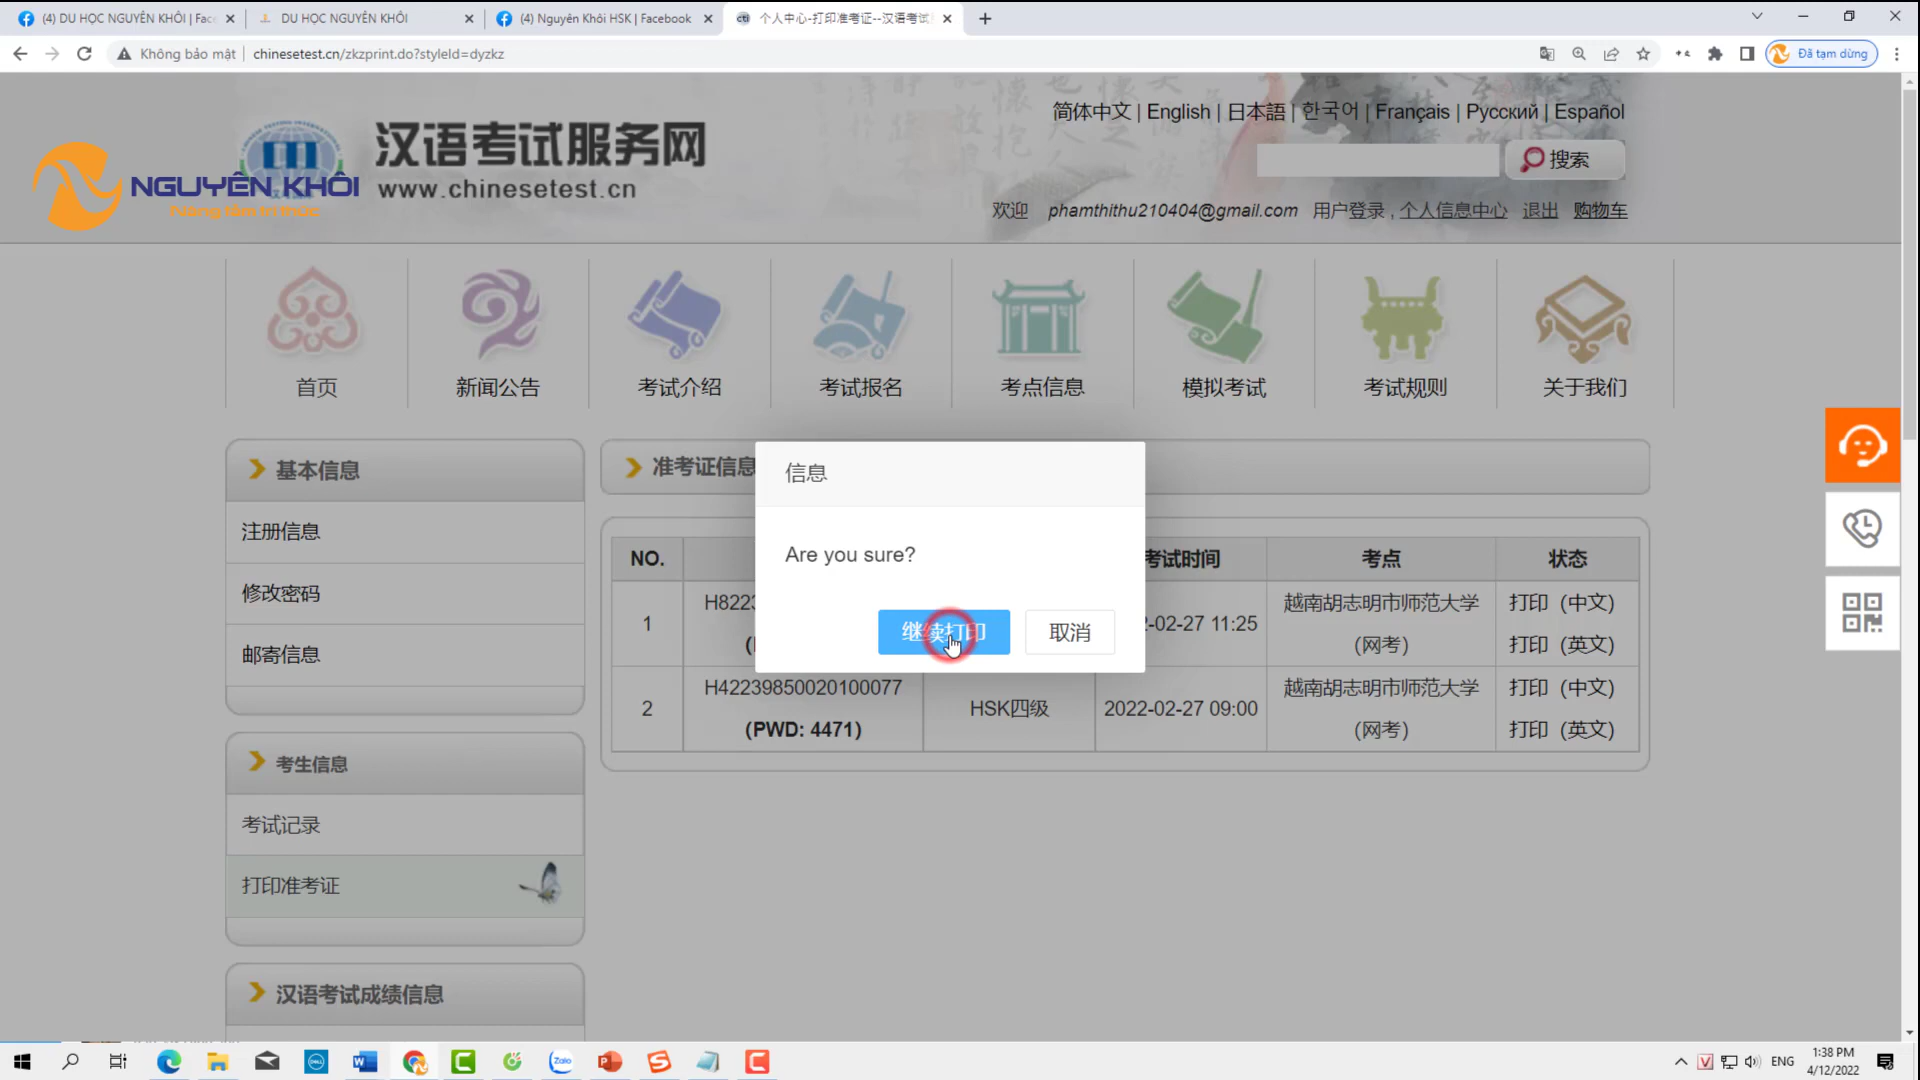 (4) DU HỌC NGUYÊN KHÔI | Fac
DU HỌC NGUYÊN KHÔI
(4) Nguyên Khôi HSK | Facebook
个人中心-打印准考证--汉语考试
Không bảo mật
chinesetest.cn/zkzprint.do?styleId=dyzkz
Đã tạm dừng
简体中文 | English | 日本語 | 한국어 | Français | Русский | Español
汉语考试服务网
www.chinesetest.cn
NGUYÊN KHÔI
Nâng tầm tri thức
搜索
欢迎 phamthithu210404@gmail.com 用户登录 , 个人信息中心 退出 购物车
首页
新闻公告
考试介绍
考试报名
考点信息
模拟考试
考试规则
关于我们
基本信息
注册信息
修改密码
邮寄信息
考生信息
考试记录
打印准考证
汉语考试成绩信息
准考证信息
信息
Are you sure?
继续打印
取消
NO.
考试时间
考点
状态
1
H822
(
-02-27 11:25
越南胡志明市师范大学
(网考)
打印 (中文)
打印 (英文)
2
H42239850020100077
(PWD: 4471)
HSK四级
2022-02-27 09:00
越南胡志明市师范大学
(网考)
打印 (中文)
打印 (英文)
Zalo
ENG
1:38 PM
4/12/2022